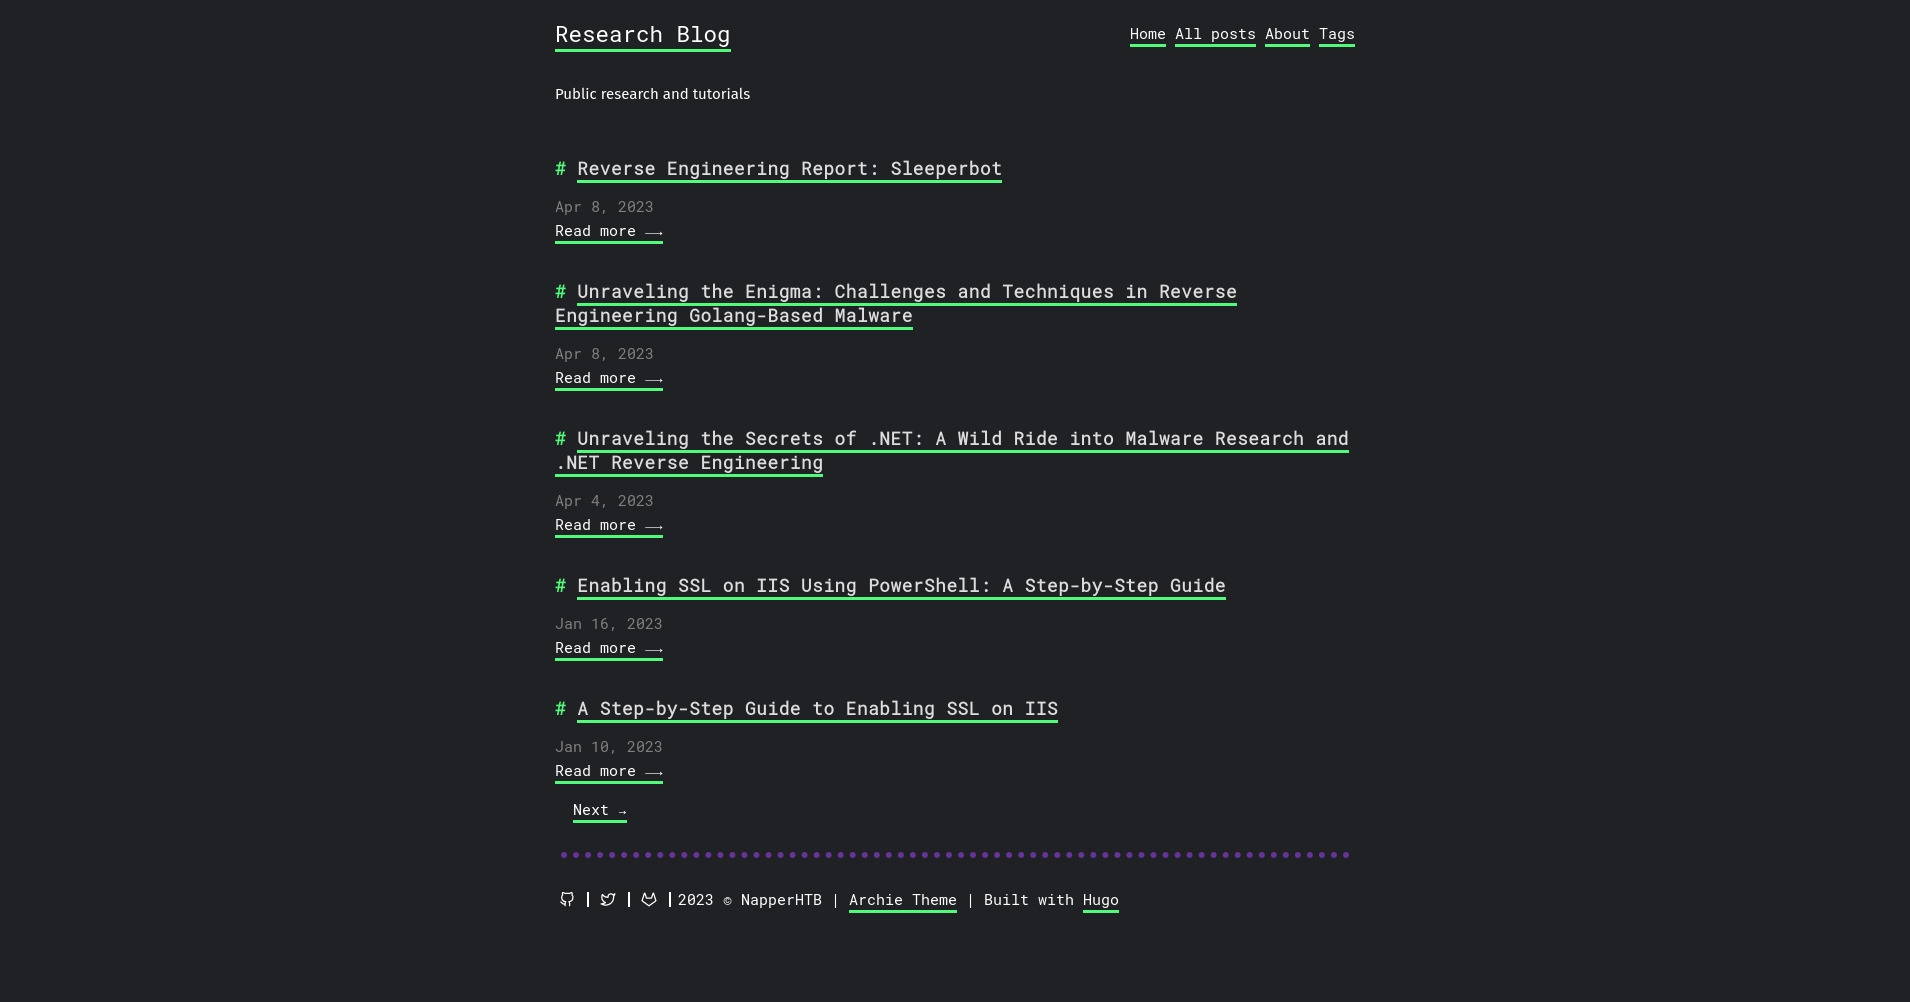 Research Blog
Home All posts About Tags
Public research and tutorials
# Reverse Engineering Report: Sleeperbot
Apr 8, 2023
Read more ⟶
# Unraveling the Enigma: Challenges and Techniques in Reverse
Engineering Golang-Based Malware
Apr 8, 2023
Read more ⟶
# Unraveling the Secrets of .NET: A Wild Ride into Malware Research and
.NET Reverse Engineering
Apr 4, 2023
Read more ⟶
# Enabling SSL on IIS Using PowerShell: A Step-by-Step Guide
Jan 16, 2023
Read more ⟶
# A Step-by-Step Guide to Enabling SSL on IIS
Jan 10, 2023
Read more ⟶
Next →
| | | 2023 © NapperHTB | Archie Theme | Built with Hugo